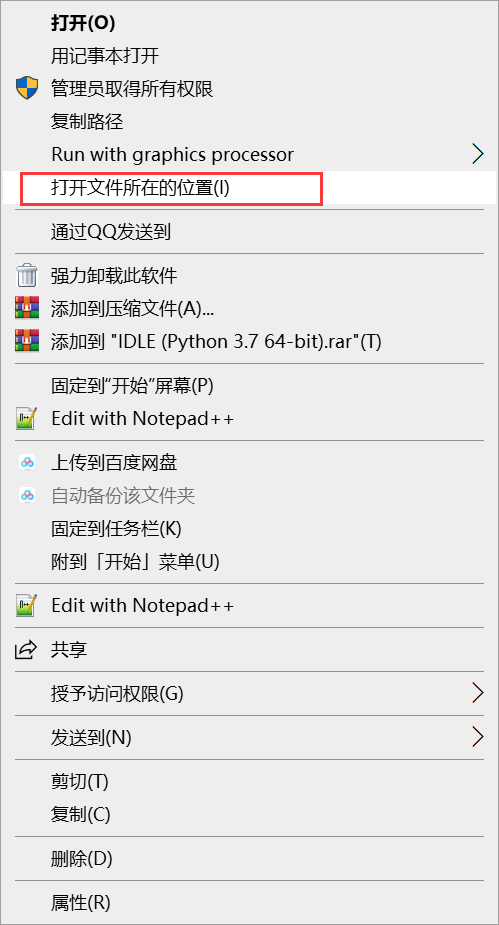 打开(O)
用记事本打开
管理员取得所有权限
复制路径
Run with graphics processor
打开文件所在的位置(I)
通过QQ发送到
强力卸载此软件
添加到压缩文件(A)...
添加到 "IDLE (Python 3.7 64-bit).rar"(T)
固定到“开始”屏幕(P)
Edit with Notepad++
上传到百度网盘
自动备份该文件夹
固定到任务栏(K)
附到「开始」菜单(U)
Edit with Notepad++
共享
授予访问权限(G)
发送到(N)
剪切(T)
复制(C)
删除(D)
属性(R)